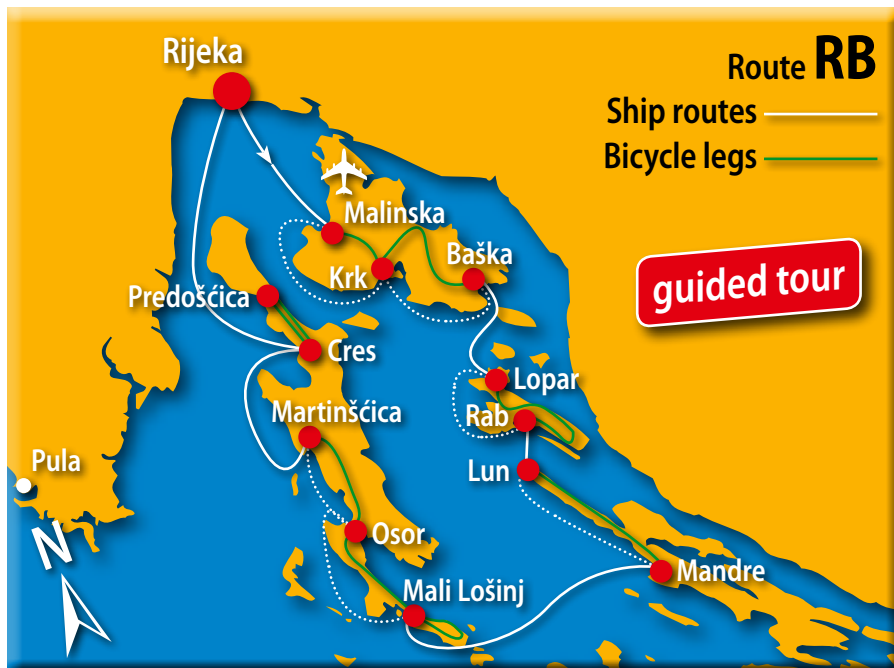 Rijeka
Route RB
Ship routes
Bicycle legs
Malinska
Baška
Krk
guided tour
Predošćica
Cres
Lopar
Martinšćica
Rab
Pula
Lun
N
Osor
Mandre
Mali Lošinj